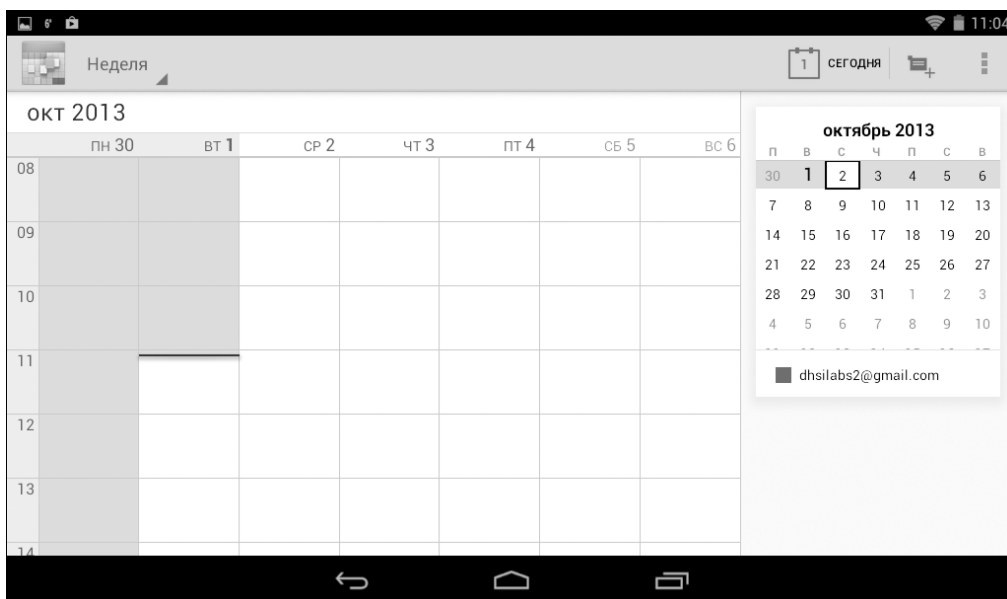 6° 11:04
Неделя 1 СЕГОДНЯ
окт 2013
ПН 30 ВТ 1 СР 2 ЧТ 3 ПТ 4 СБ 5 ВС 6
08
09
10
11
12
13
14
октябрь 2013
П В С Ч П С В
30 1 2 3 4 5 6
7 8 9 10 11 12 13
14 15 16 17 18 19 20
21 22 23 24 25 26 27
28 29 30 31 1 2 3
4 5 6 7 8 9 10
dhsilabs2@gmail.com